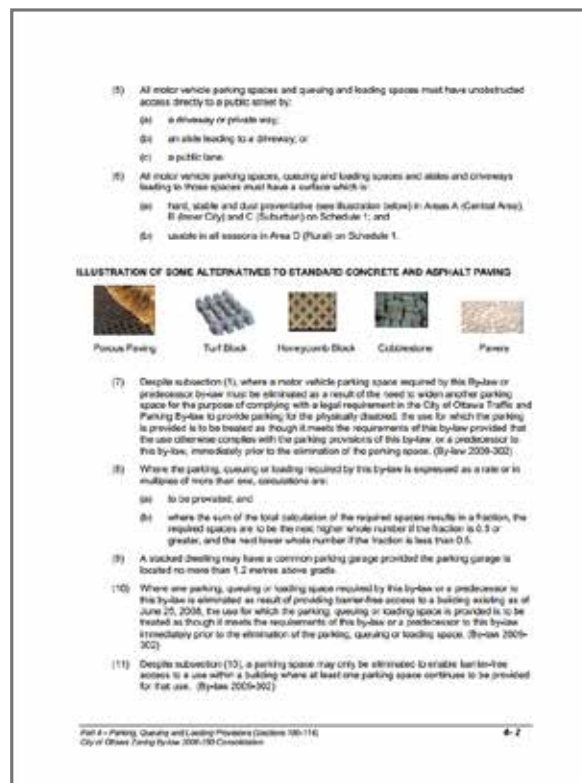 (5) All motor vehicle parking spaces and queuing and loading spaces must have unobstructed
access directly to a public street by:
(a) a driveway or private way;
(b) an aisle leading to a driveway; or
(c) a public lane.
(6) All motor vehicle parking spaces, queuing and loading spaces and aisles and driveways
leading to those spaces must have a surface which is:
(a) hard, stable and dust preventative (see illustration below) in Areas A (Central Area),
B (Inner City) and C (Suburban) on Schedule 1; and
(b) usable in all seasons in Area D (Rural) on Schedule 1.
ILLUSTRATION OF SOME ALTERNATIVES TO STANDARD CONCRETE AND ASPHALT PAVING
Porous Paving Turf Block Honeycomb Block Cobblestone Pavers
(7) Despite subsection (1), where a motor vehicle parking space required by this By-law or
predecessor by-law must be eliminated as a result of the need to widen another parking
space for the purpose of complying with a legal requirement in the City of Ottawa Traffic and
Parking By-law to provide parking for the physically disabled, the use for which the parking
is provided is to be treated as though it meets the requirements of this by-law provided that
the use otherwise complies with the parking provisions of this by-law, or a predecessor to
this by-law, immediately prior to the elimination of the parking space. (By-law 2009-302)
(8) Where the parking, queuing or loading required by this by-law is expressed as a rate or in
multiples of more than one, calculations are:
(a) to be prorated; and
(b) where the sum of the total calculation of the required spaces results in a fraction, the
required spaces are to be the next higher whole number if the fraction is 0.5 or
greater, and the next lower whole number if the fraction is less than 0.5.
(9) A stacked dwelling may have a common parking garage provided the parking garage is
located no more than 1.2 metres above grade.
(10) Where one parking, queuing or loading space required by this by-law or a predecessor to
this by-law is eliminated as result of providing barrier-free access to a building existing as of
June 25, 2008, the use for which the parking, queuing or loading space is provided is to be
treated as though it meets the requirements of this by-law or a predecessor to this by-law
immediately prior to the elimination of the parking, queuing or loading space. (By-law 2009-
302)
(11) Despite subsection (10), a parking space may only be eliminated to enable barrier-free
access to a use within a building where at least one parking space continues to be provided
for that use. (By-law 2009-302)
Part 4 – Parking, Queuing and Loading Provisions (Sections 100-114) 4- 2
City of Ottawa Zoning By-law 2008-250 Consolidation